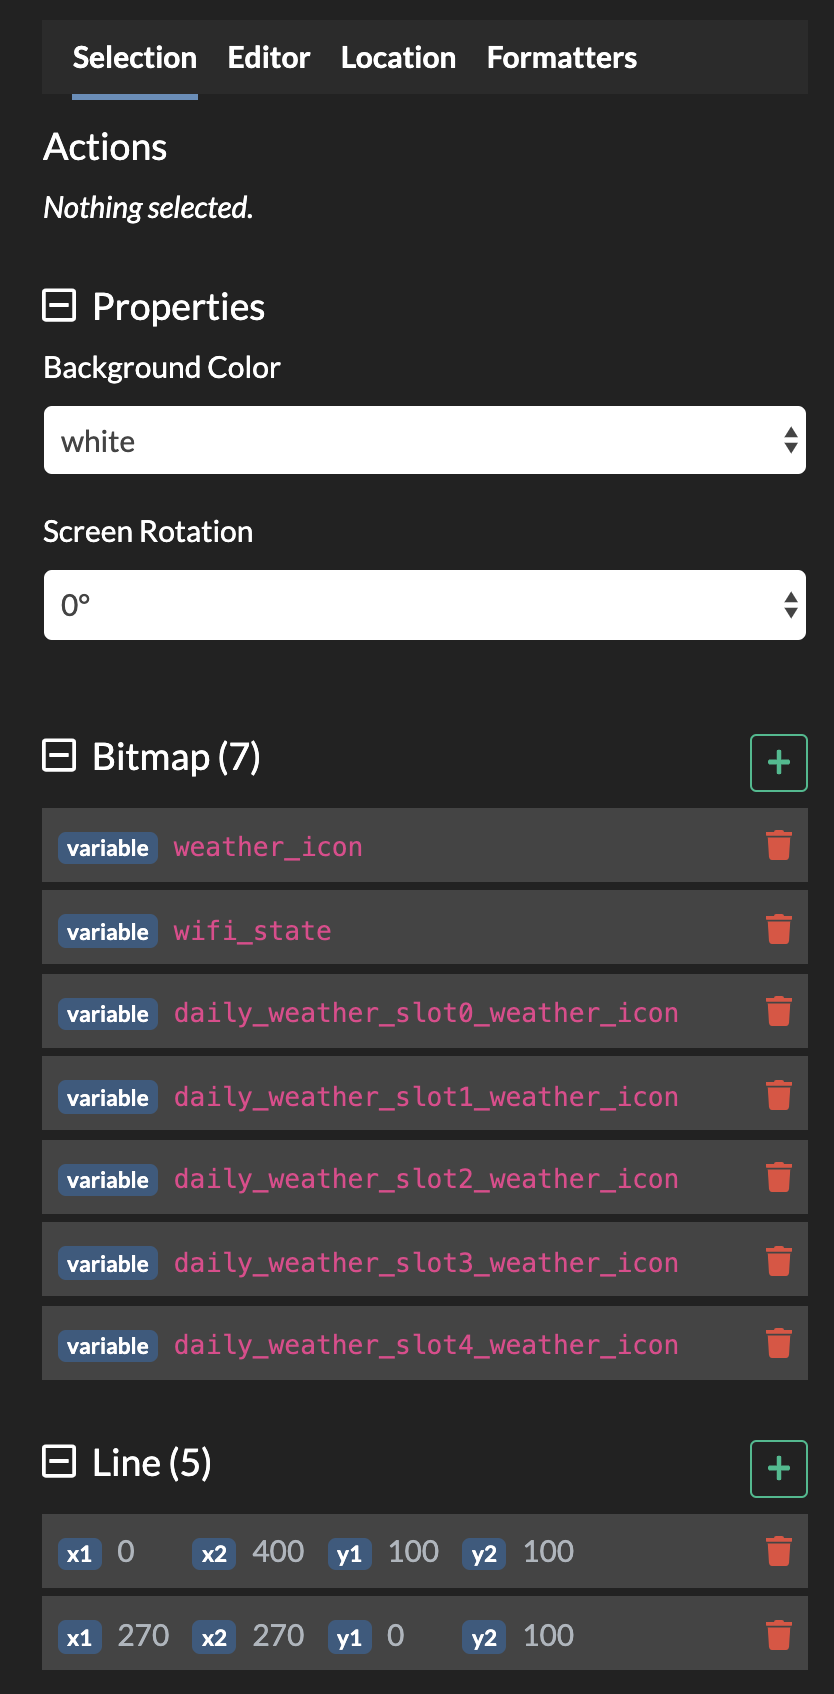 Selection Editor Location Formatters
Actions
Nothing selected.
Properties
Background Color
white
Screen Rotation
0°
Bitmap (7)
variable weather_icon
variable wifi_state
variable daily_weather_slot0_weather_icon
variable daily_weather_slot1_weather_icon
variable daily_weather_slot2_weather_icon
variable daily_weather_slot3_weather_icon
variable daily_weather_slot4_weather_icon
Line (5)
x1 0 x2 400 y1 100 y2 100
x1 270 x2 270 y1 0 y2 100